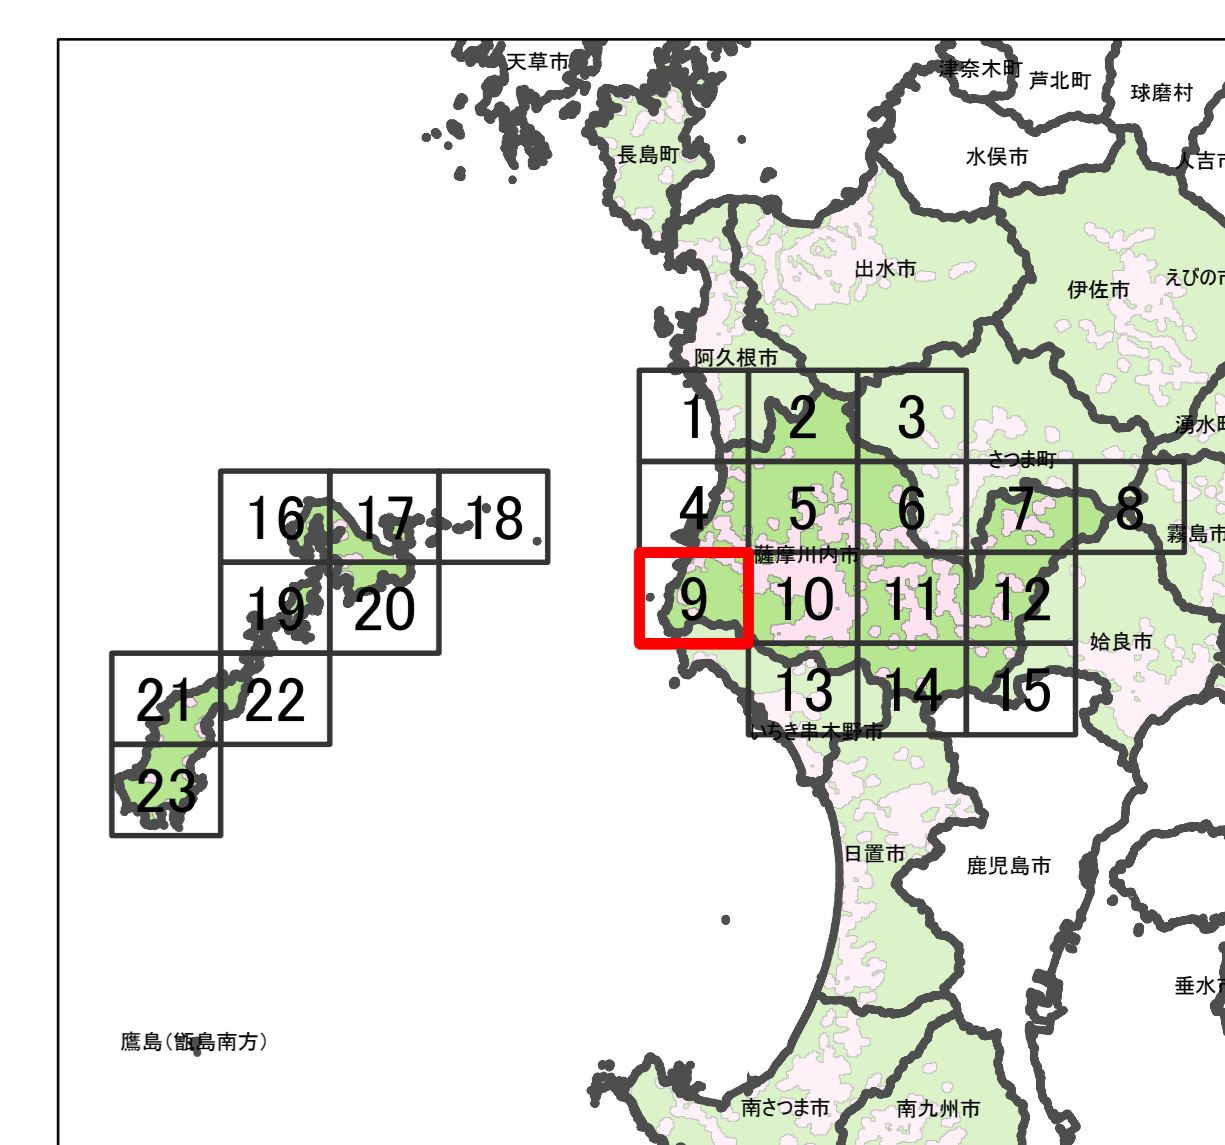 天草市
津奈木町
芦北町
球磨村
長島町
水俣市
人吉市
出水市
伊佐市
えびの市
阿久根市
1
2
3
湧水町
さつま町
4
5
6
7
8
16
17
18
霧島市
薩摩川内市
9
10
11
12
19
20
始良市
13
14
15
21
22
いちき串木野市
23
日置市
鹿児島市
垂水市
鷹島(甑島南方)
南さつま市
南九州市